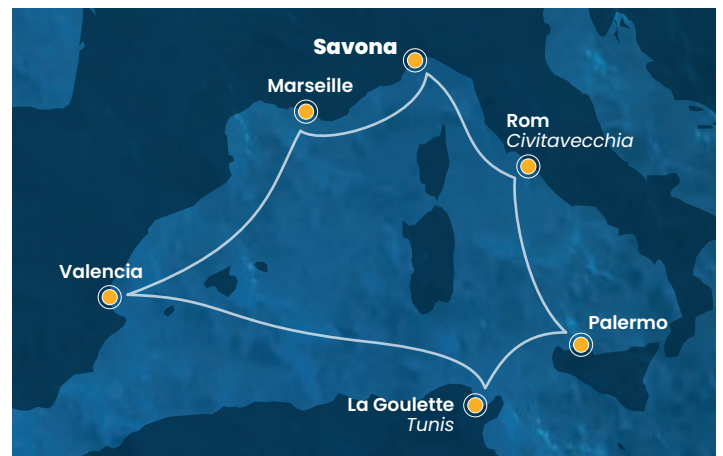 Savona
Marseille
Rom
Civitavecchia
Valencia
Palermo
La Goulette
Tunis